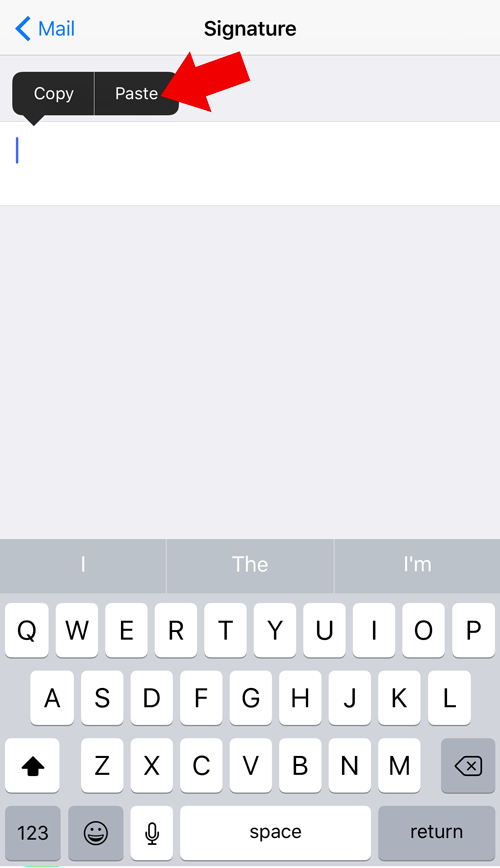 Mail Signature
Copy Paste
I The I'm
Q W E R T Y U I O P
A S D F G H J K L
Z X C V B N M
123 space return